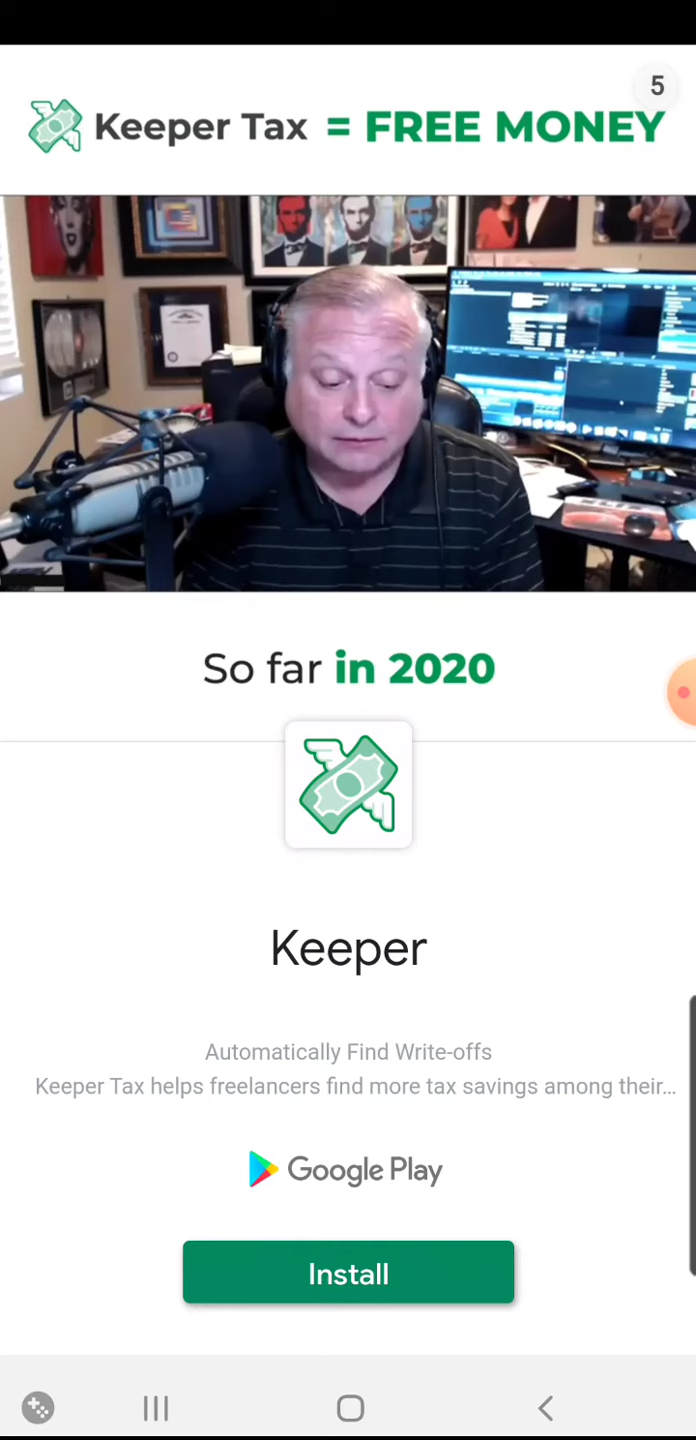 5
Keeper Tax = FREE MONEY
So far in 2020
Keeper
Automatically Find Write-offs
Keeper Tax helps freelancers find more tax savings among their...
Google Play
Install